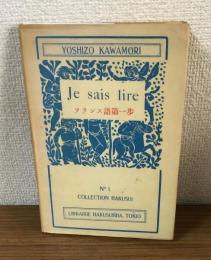 YOSHIZO KAWAMORI
Je sais lire
フランス語第一歩
Nº 1
COLLECTION HAKUSUI
LIBRAIRIE HAKUSUISHA, TOKIO